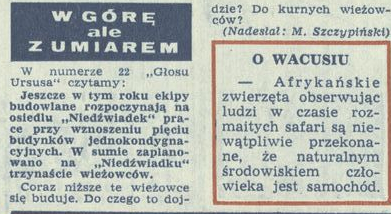 W GÓRĘ
ale
Z UMIAREM
W numerze 22 „Głosu
Ursusa” czytamy:
Jeszcze w tym roku ekipy
budowlane rozpoczynają na
osiedlu „Niedźwiadek” pra-
ce przy wznoszeniu pięciu
budynków jednokondygna-
cyjnych. W sumie zaplano-
wano na „Niedźwiadku”
trzynaście wieżowców.
Coraz niższe te wieżowce
się buduje. Do czego to doj-
dzie? Do kurnych wieżow-
ców?
(Nadesłał: M. Szczypiński)
O WACUSIU
— Afrykańskie
zwierzęta obserwując
ludzi w czasie roz-
maitych safari są nie-
wątpliwie przekona-
ne, że naturalnym
środowiskiem czło-
wieka jest samochód.